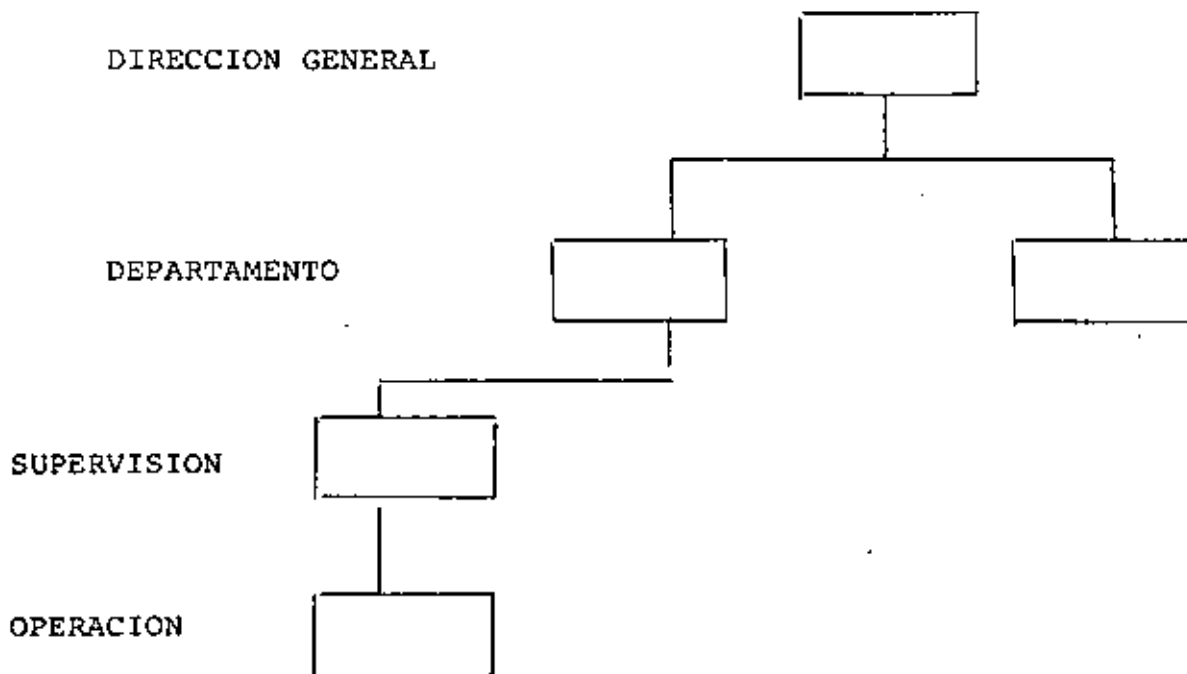 DIRECCION GENERAL
DEPARTAMENTO
SUPERVISION
OPERACION